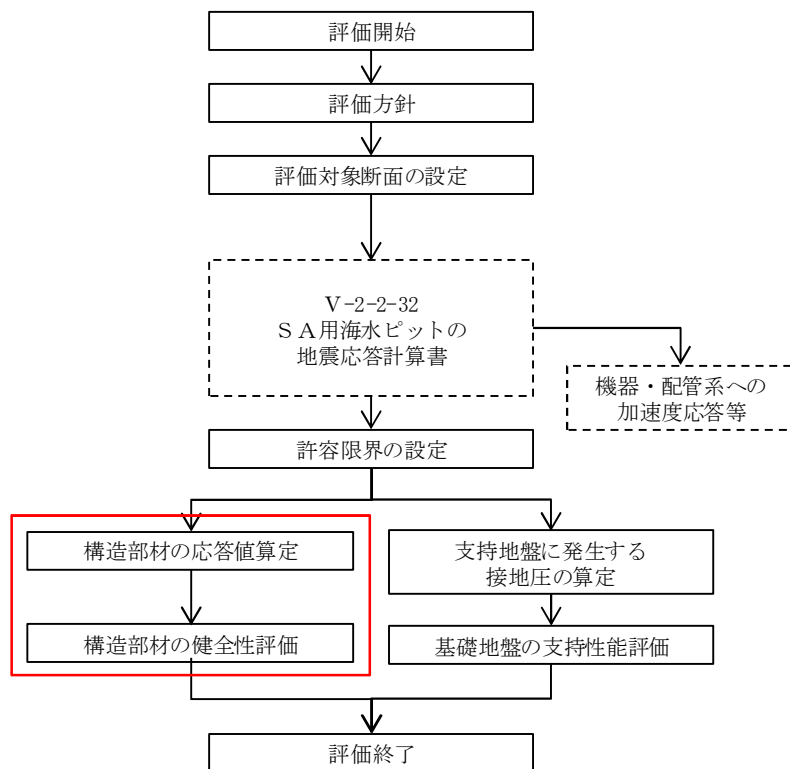 評価開始
評価方針
評価対象断面の設定
Ⅴ-2-2-32
ＳＡ用海水ピットの
地震応答計算書
機器・配管系への
加速度応答等
許容限界の設定
構造部材の応答値算定
支持地盤に発生する
接地圧の算定
構造部材の健全性評価
基礎地盤の支持性能評価
評価終了